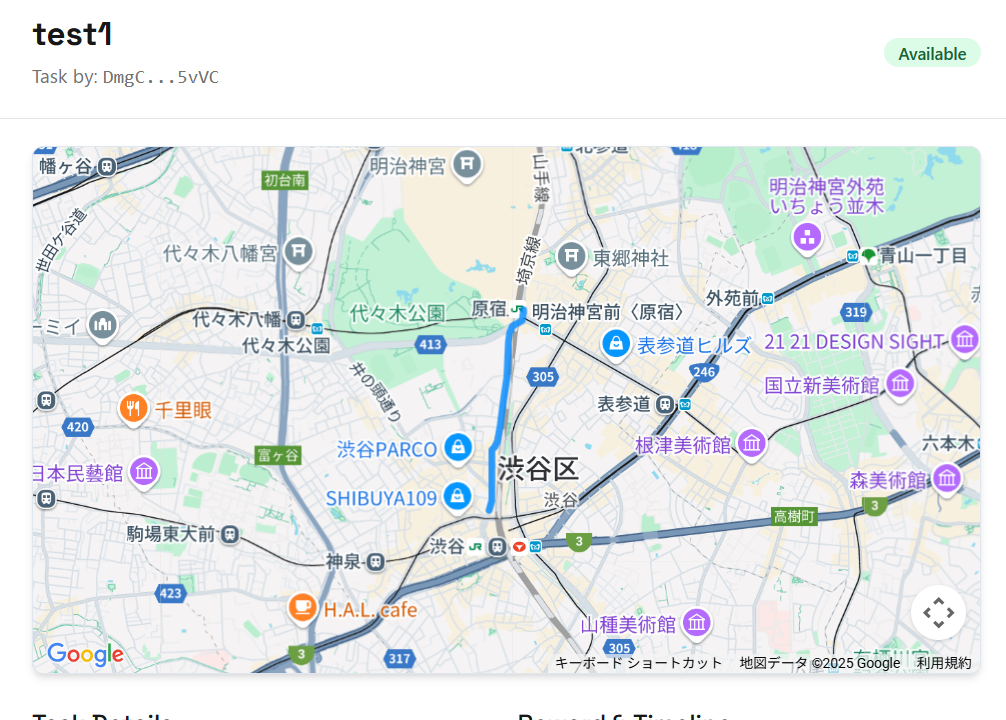 test1
Task by: DmgC...5vVC
Available
幡ヶ谷
初台南
明治神宮
山手線
北参道
明治神宮外苑
いちょう並木
世田ヶ谷道
代々木八幡宮
埼京線
東郷神社
青山一丁目
代々木八幡
代々木公園
原宿
明治神宮前〈原宿〉
外苑前
319
代々木公園
413
表参道ヒルズ
21 21 DESIGN SIGHT
井の頭通り
305
246
国立新美術館
千里眼
420
表参道
富ヶ谷
渋谷PARCO
渋谷区
根津美術館
六本木
日本民藝館
SHIBUYA109
渋谷
森美術館
3
高樹町
駒場東大前
渋谷
JR
3
神泉
423
H.A.L. cafe
山種美術館
3
317
305
Google
キーボード ショートカット
地図データ ©2025 Google
利用規約
Task Details
Reward & Timeline